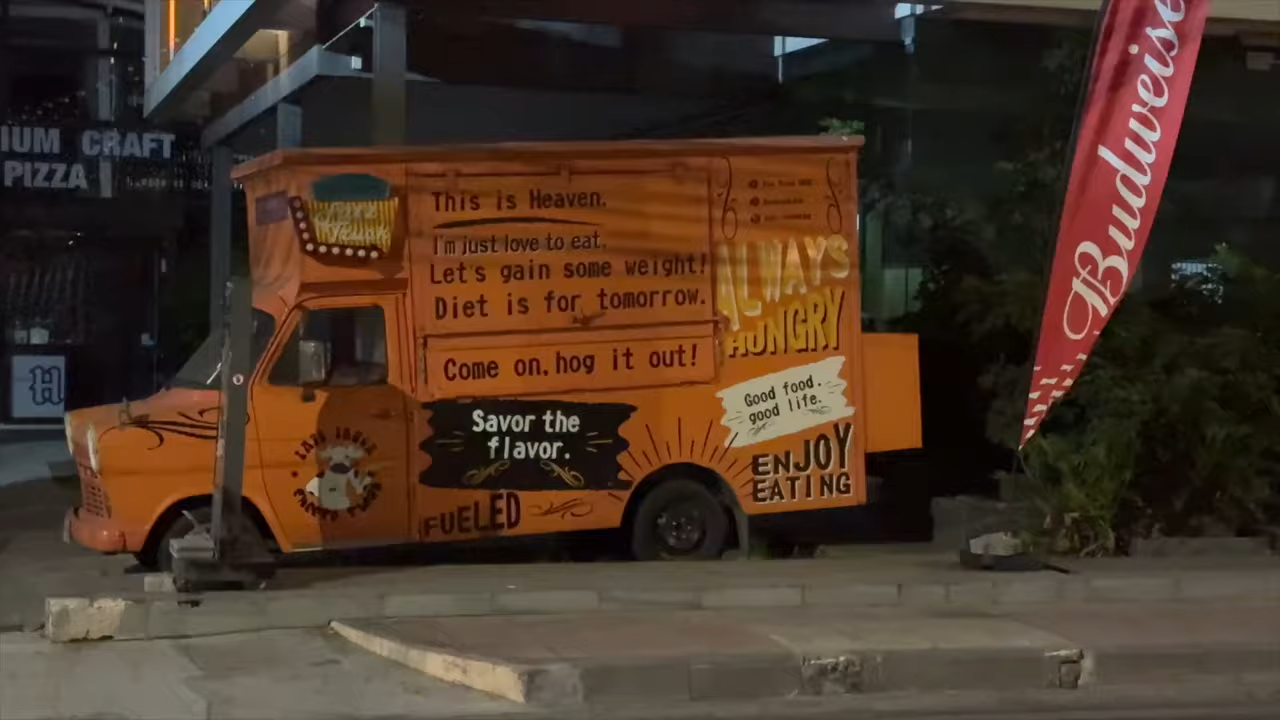 IUM CRAFT
PIZZA
This is Heaven.
I'm just love to eat.
Let's gain some weight!
Diet is for tomorrow.
Come on, hog it out!
ALWAYS
HUNGRY
Good food.
good life.
Savor the
flavor.
ENJOY
EATING
FUELED
Budweise